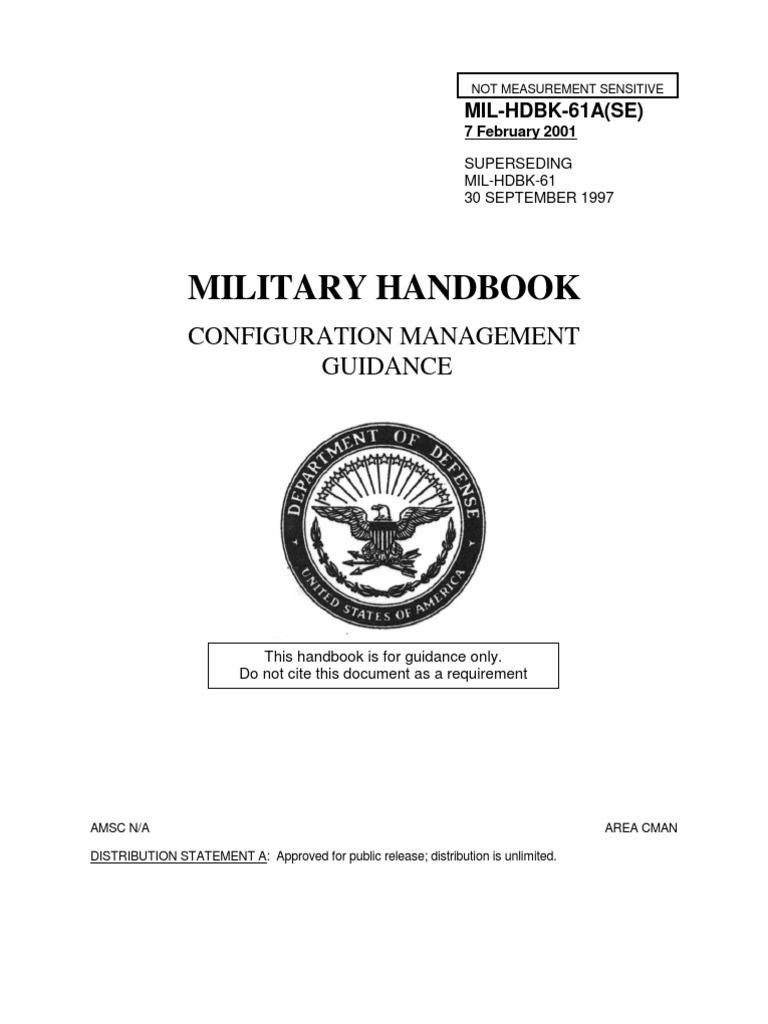 NOT MEASUREMENT SENSITIVE
MIL-HDBK-61A(SE)
7 February 2001
SUPERSEDING
MIL-HDBK-61
30 SEPTEMBER 1997
MILITARY HANDBOOK
CONFIGURATION MANAGEMENT
GUIDANCE
DEPARTMENT OF DEFENSE
UNITED STATES OF AMERICA
This handbook is for guidance only.
Do not cite this document as a requirement
AMSC N/A
AREA CMAN
DISTRIBUTION STATEMENT A: Approved for public release; distribution is unlimited.